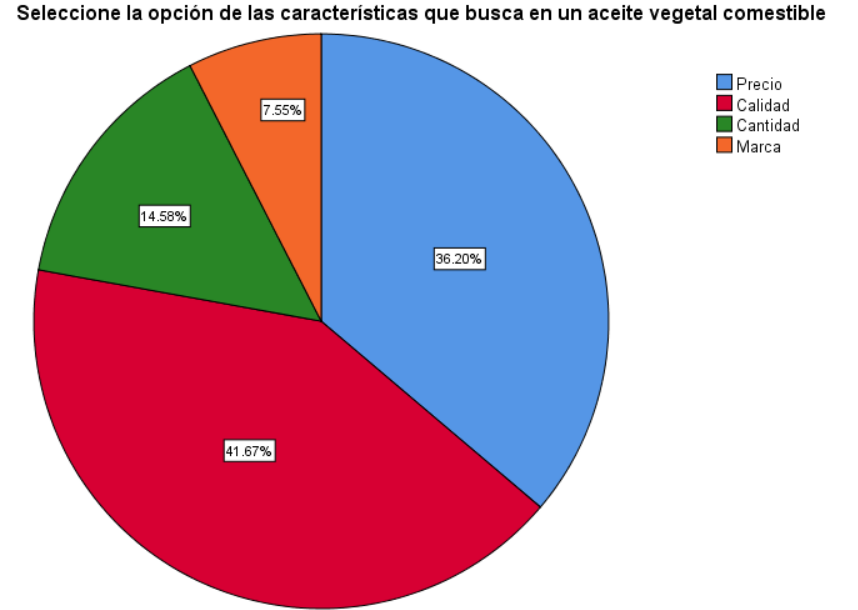 Seleccione la opción de las características que busca en un aceite vegetal comestible
Precio
Calidad
Cantidad
Marca
7.55%
14.58%
36.20%
41.67%